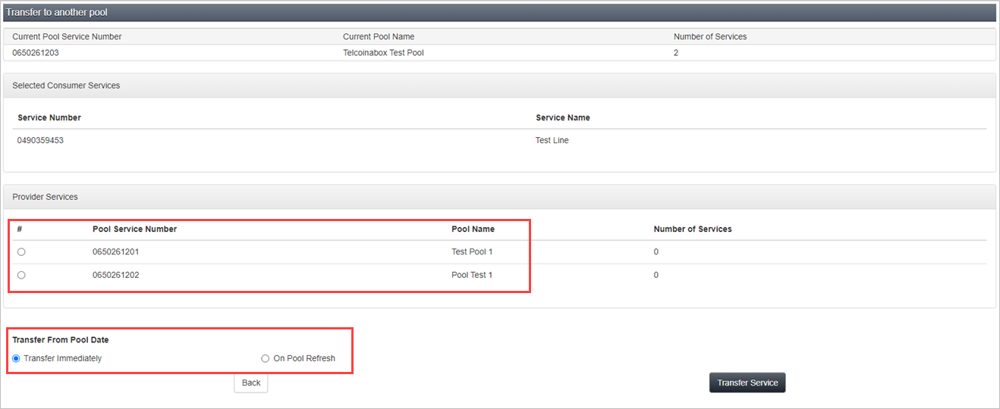 Transfer to another pool
Current Pool Service Number Current Pool Name Number of Services
0650261203 Telcoinabox Test Pool 2
Selected Consumer Services
Service Number Service Name
0490359453 Test Line
Provider Services
# Pool Service Number Pool Name Number of Services
0650261201 Test Pool 1 0
0650261202 Pool Test 1 0
Transfer From Pool Date
Transfer Immediately On Pool Refresh
Back Transfer Service